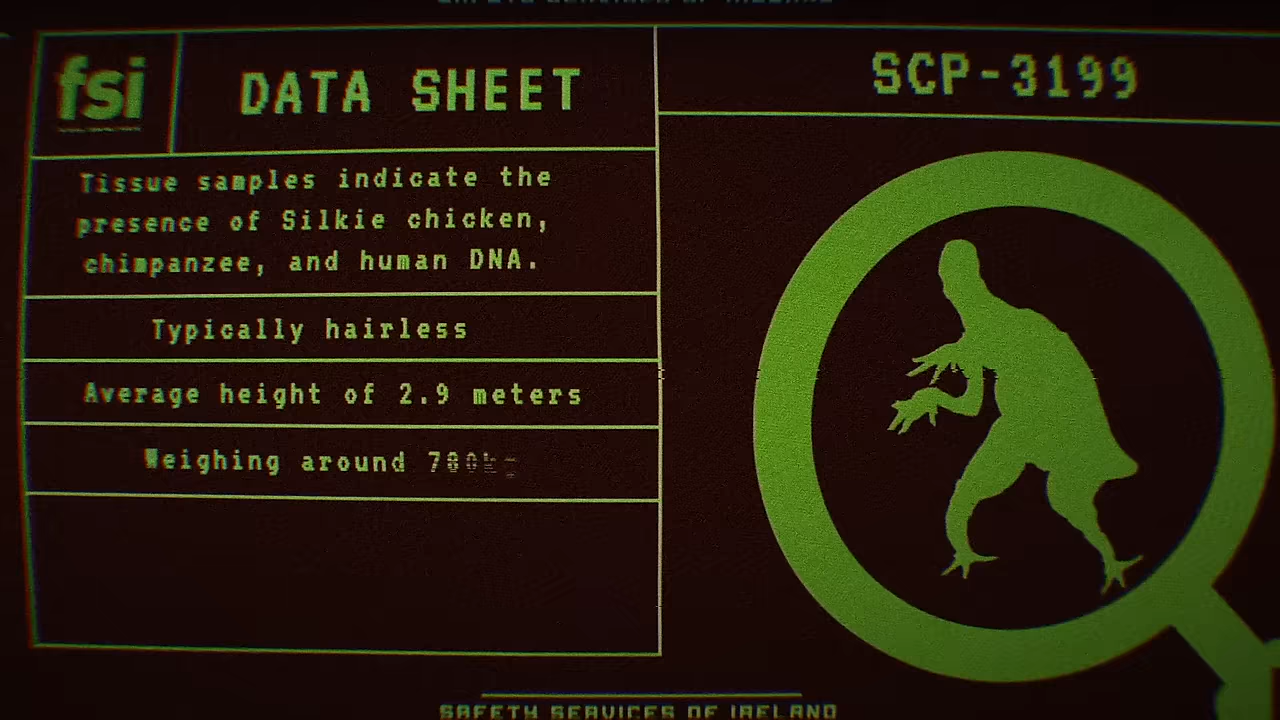 fsi
DATA SHEET
SCP-3199
Tissue samples indicate the
presence of Silkie chicken,
chimpanzee, and human DNA.
Typically hairless
Average height of 2.9 meters
Weighing around
SAFETY SERVICES OF IRELAND